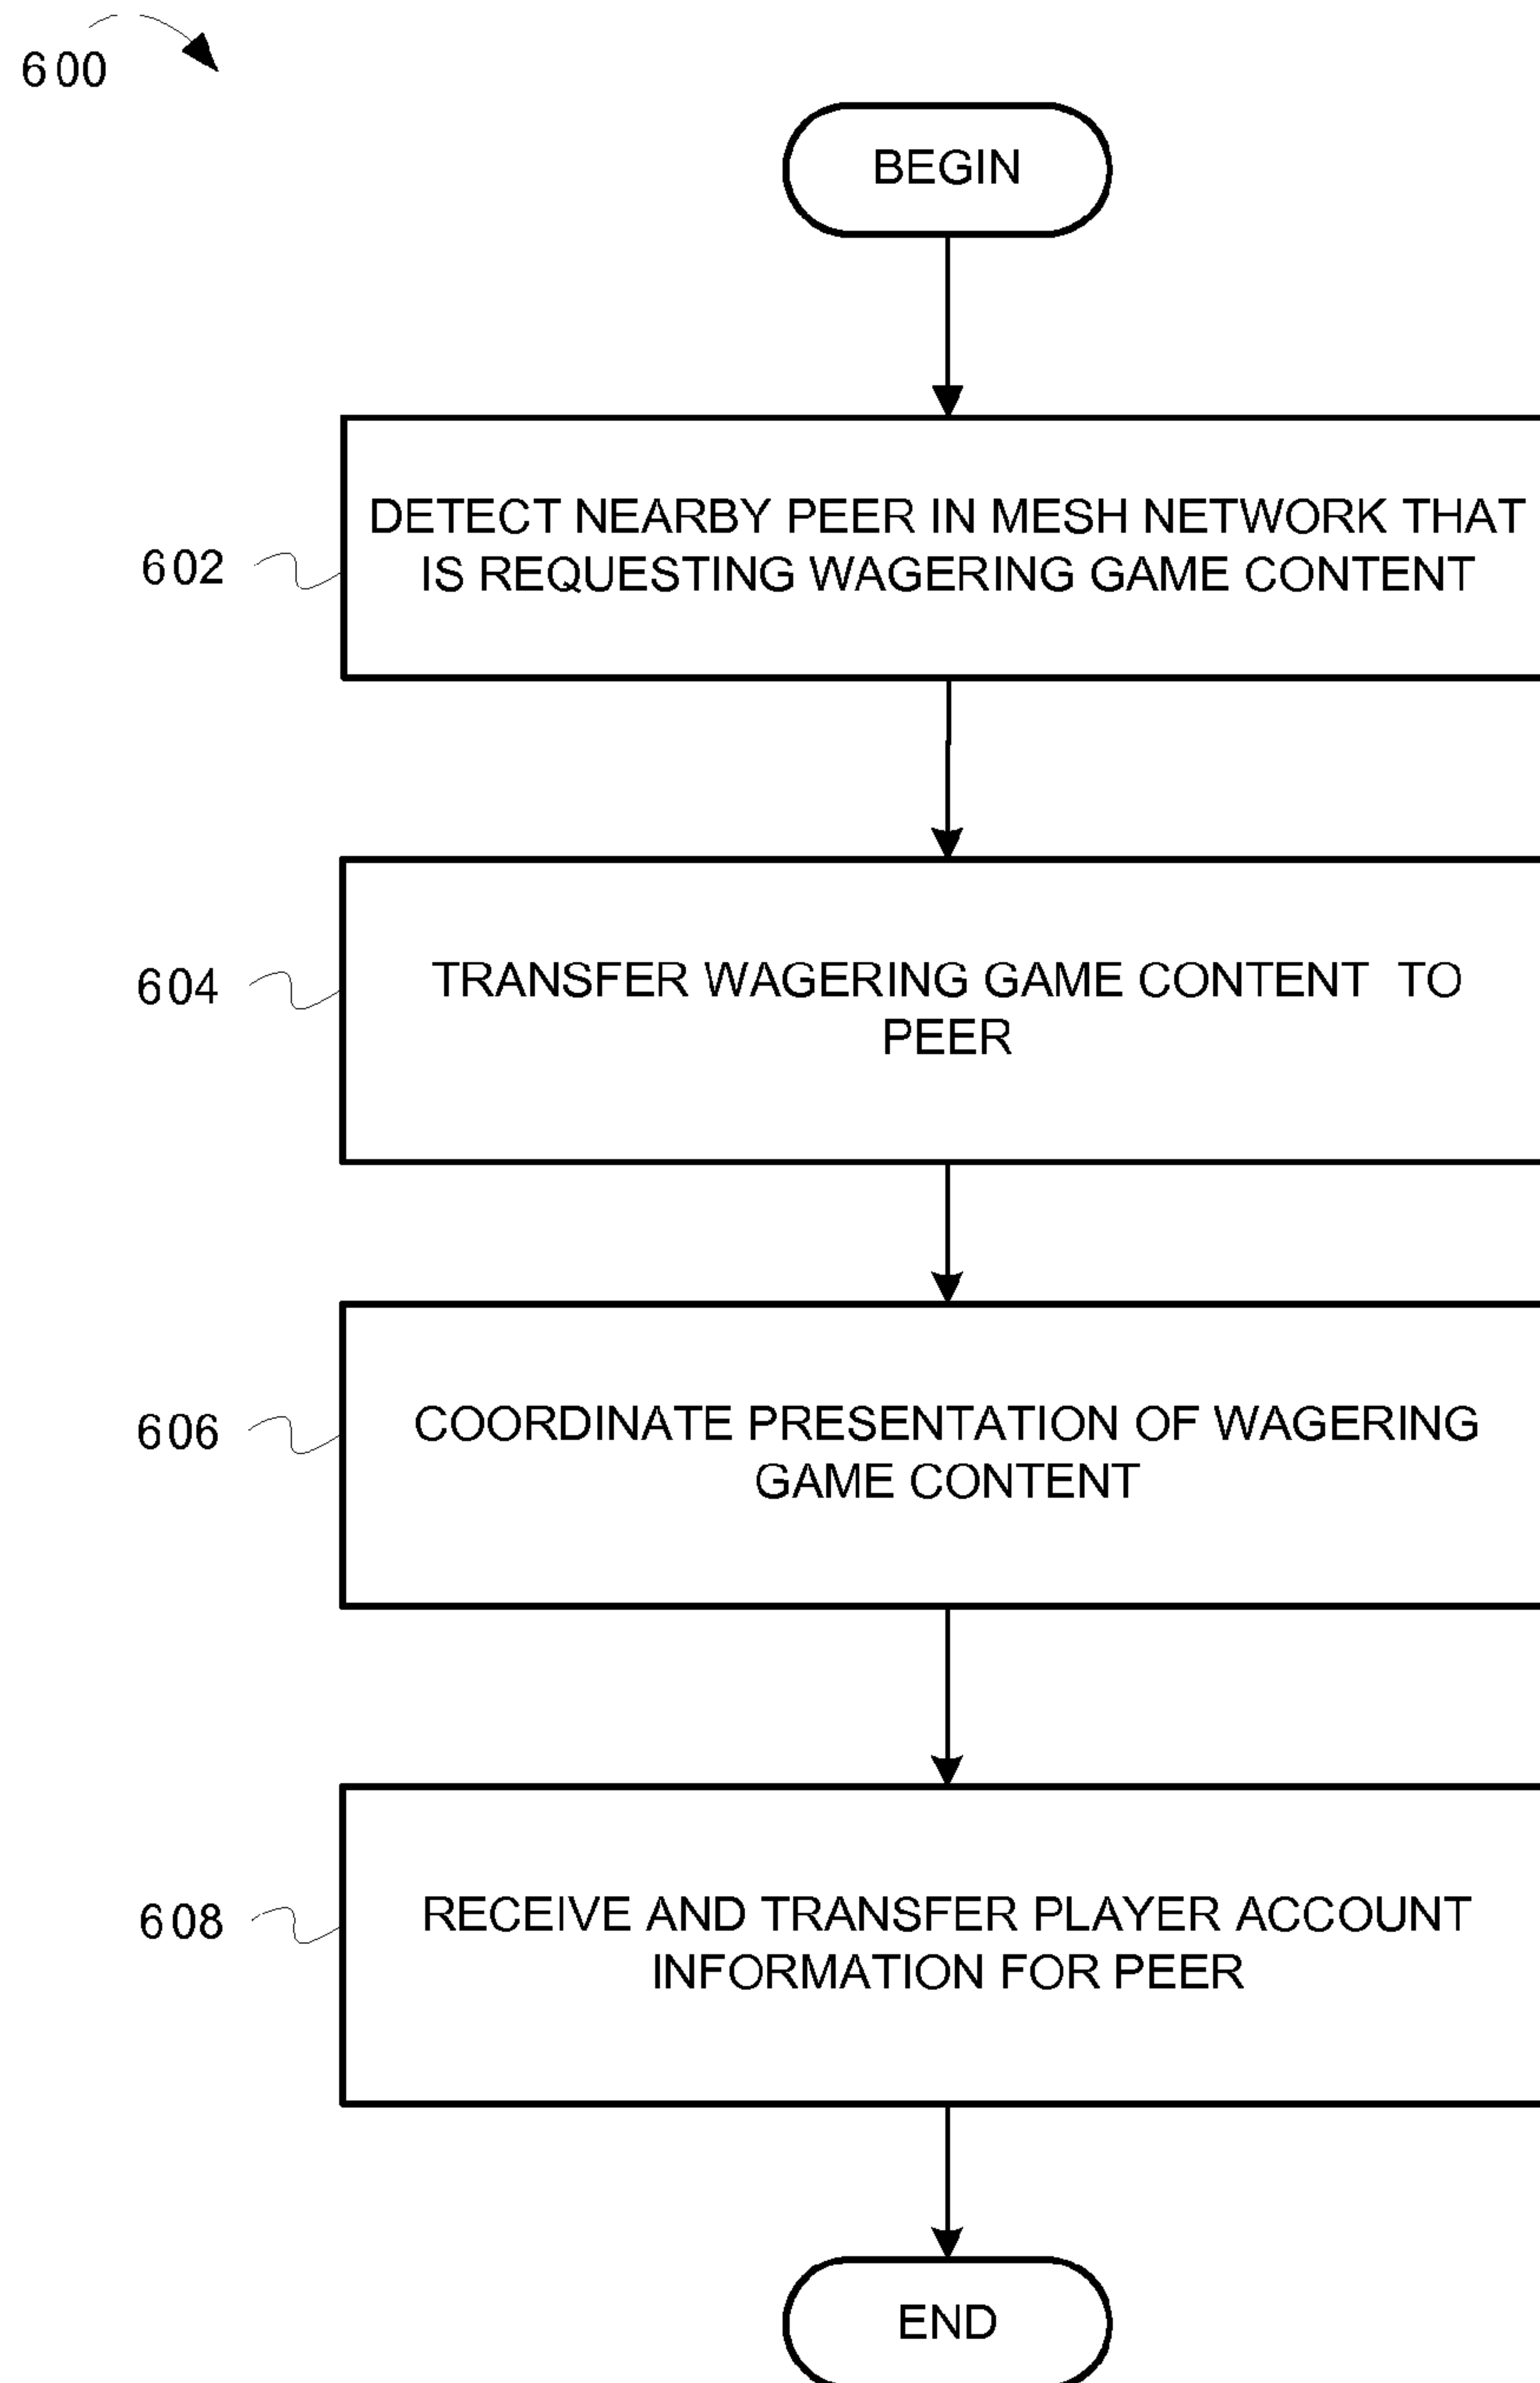 600
BEGIN
DETECT NEARBY PEER IN MESH NETWORK THAT
IS REQUESTING WAGERING GAME CONTENT
602
TRANSFER WAGERING GAME CONTENT TO
PEER
604
COORDINATE PRESENTATION OF WAGERING
GAME CONTENT
606
RECEIVE AND TRANSFER PLAYER ACCOUNT
INFORMATION FOR PEER
608
END